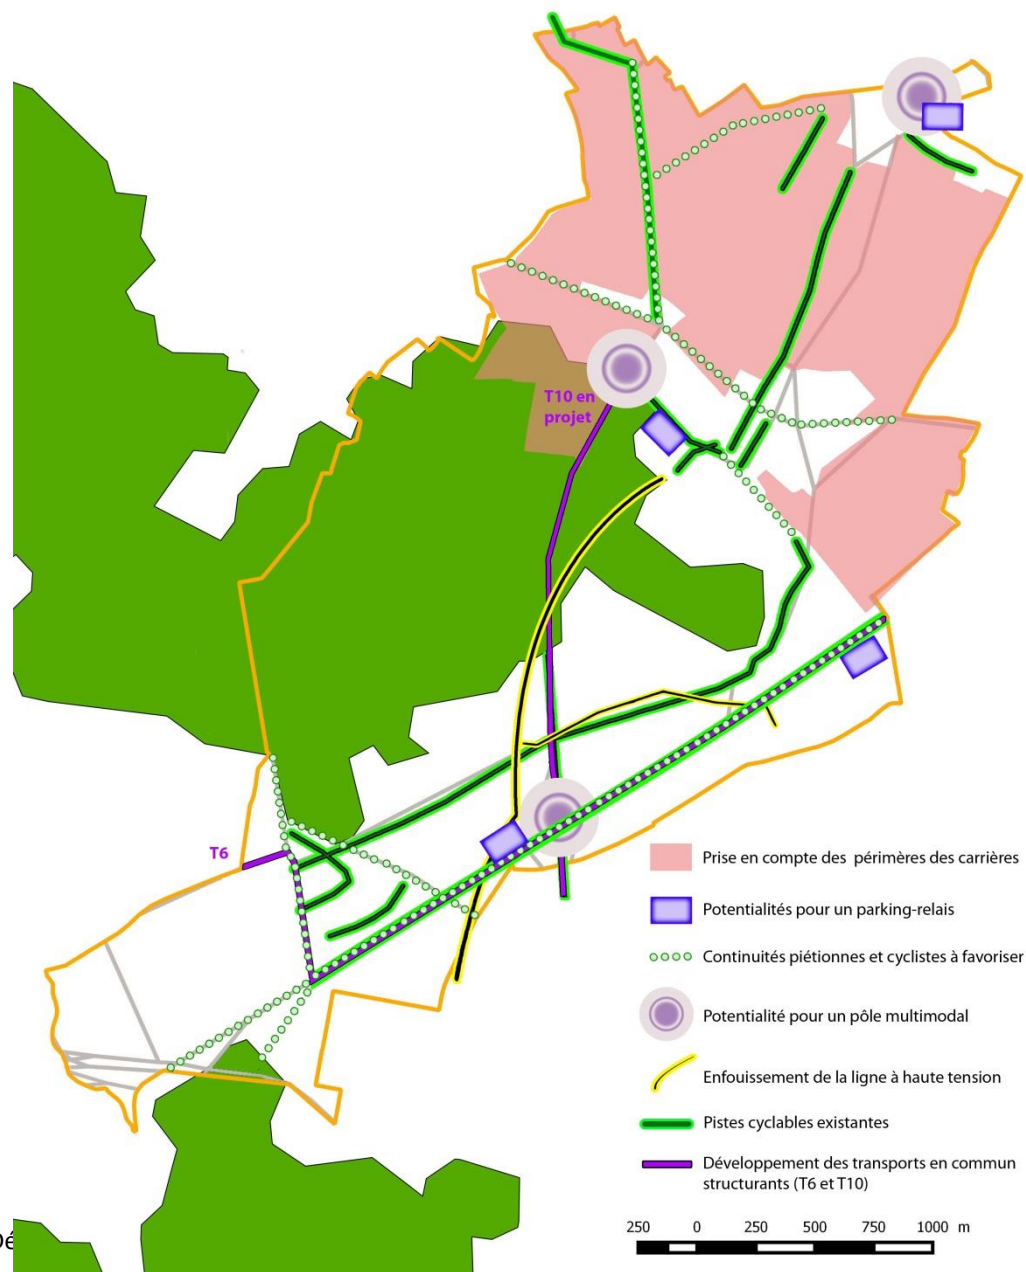 T10 en
projet
T6
Prise en compte des périmères des carrières
Potentialités pour un parking-relais
Continuités piétionnes et cyclistes à favoriser
Potentialité pour un pôle multimodal
Enfouissement de la ligne à haute tension
Pistes cyclables existantes
Développement des transports en commun
structurants (T6 et T10)
250 0 250 500 750 1000 m